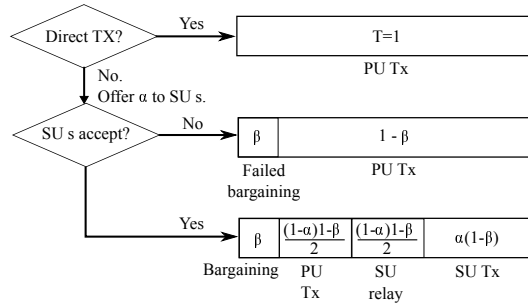 Direct TX?
Yes
T=1
PU Tx
No.
Offer α to SU s.
SU s accept?
No
β
1 - β
Failed
bargaining
PU Tx
Yes
β
(1-α)1-β
2
(1-α)1-β
2
α(1-β)
Bargaining
PU
Tx
SU
relay
SU Tx